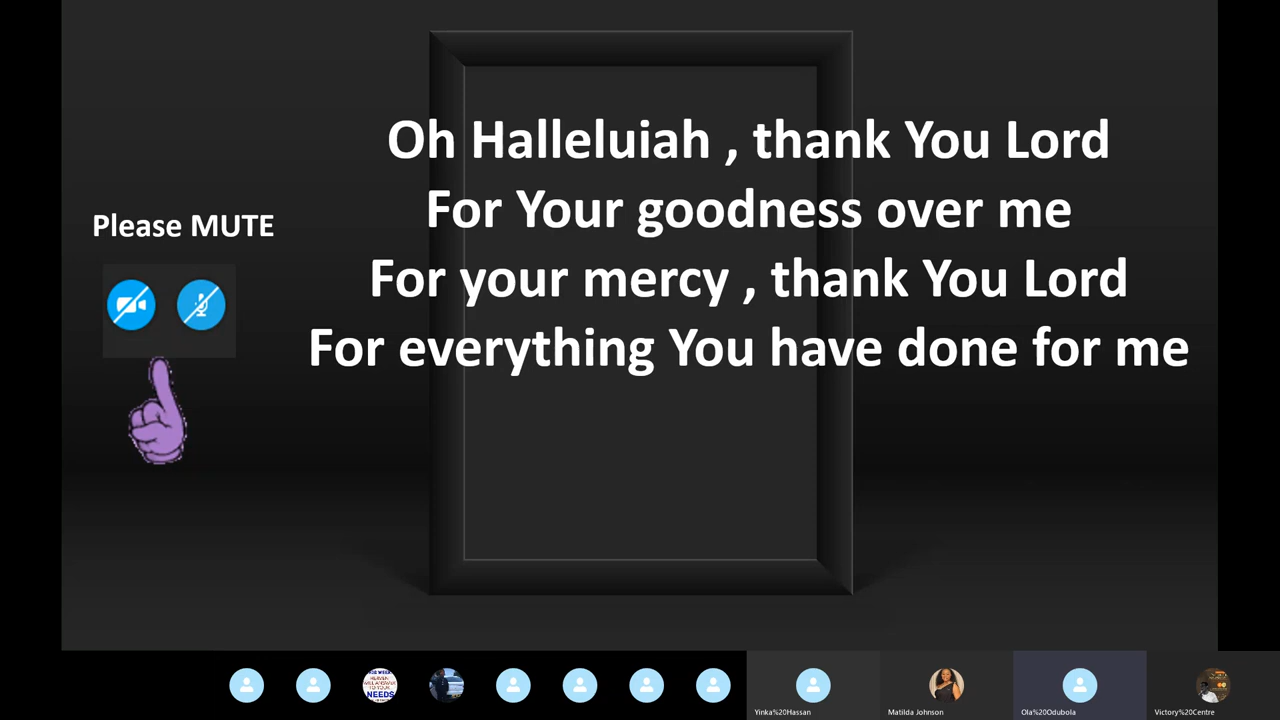 Oh Halleluiah , thank You Lord
For Your goodness over me
For your mercy , thank You Lord
For everything You have done for me
Please MUTE
NEEDS
Yinka%20Hassan
Matilda Johnson
Ola%20Odubola
Victory%20Centre